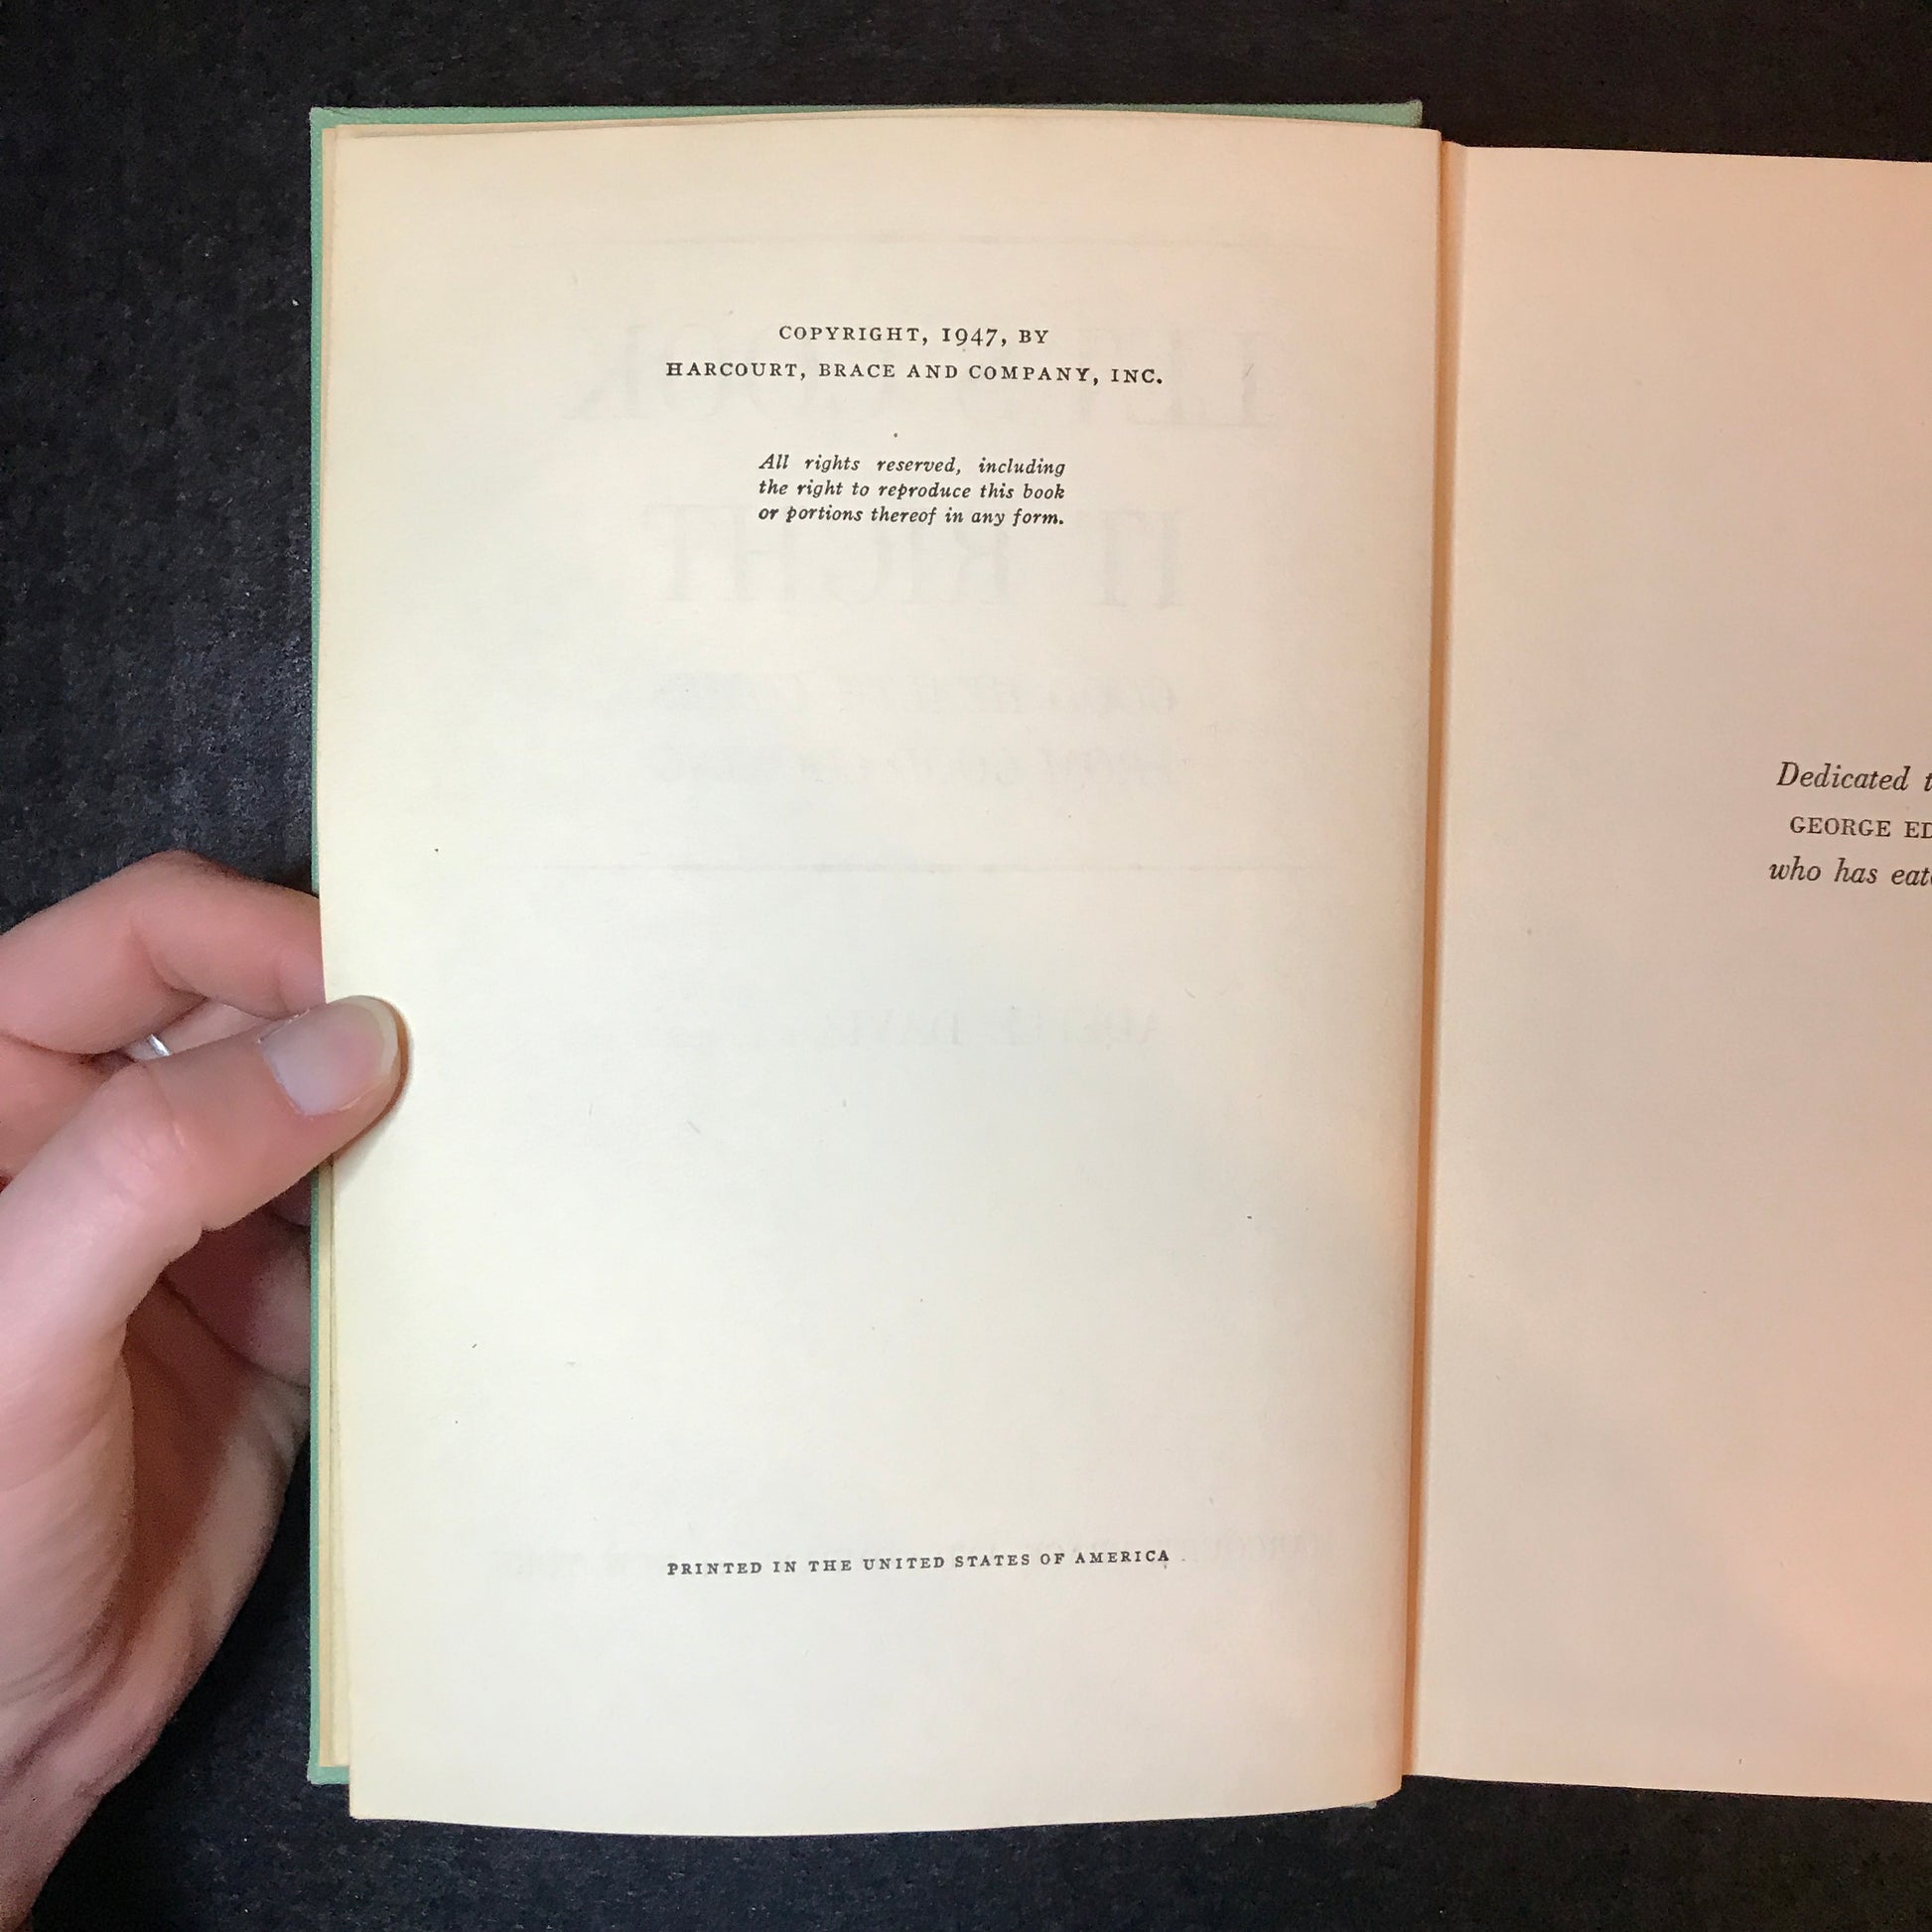 COPYRIGHT, 1947, BY
HARCOURT, BRACE AND COMPANY, INC.
All rights reserved, including
the right to reproduce this book
or portions thereof in any form.
PRINTED IN THE UNITED STATES OF AMERICA
Dedicated
GEORGE
who has